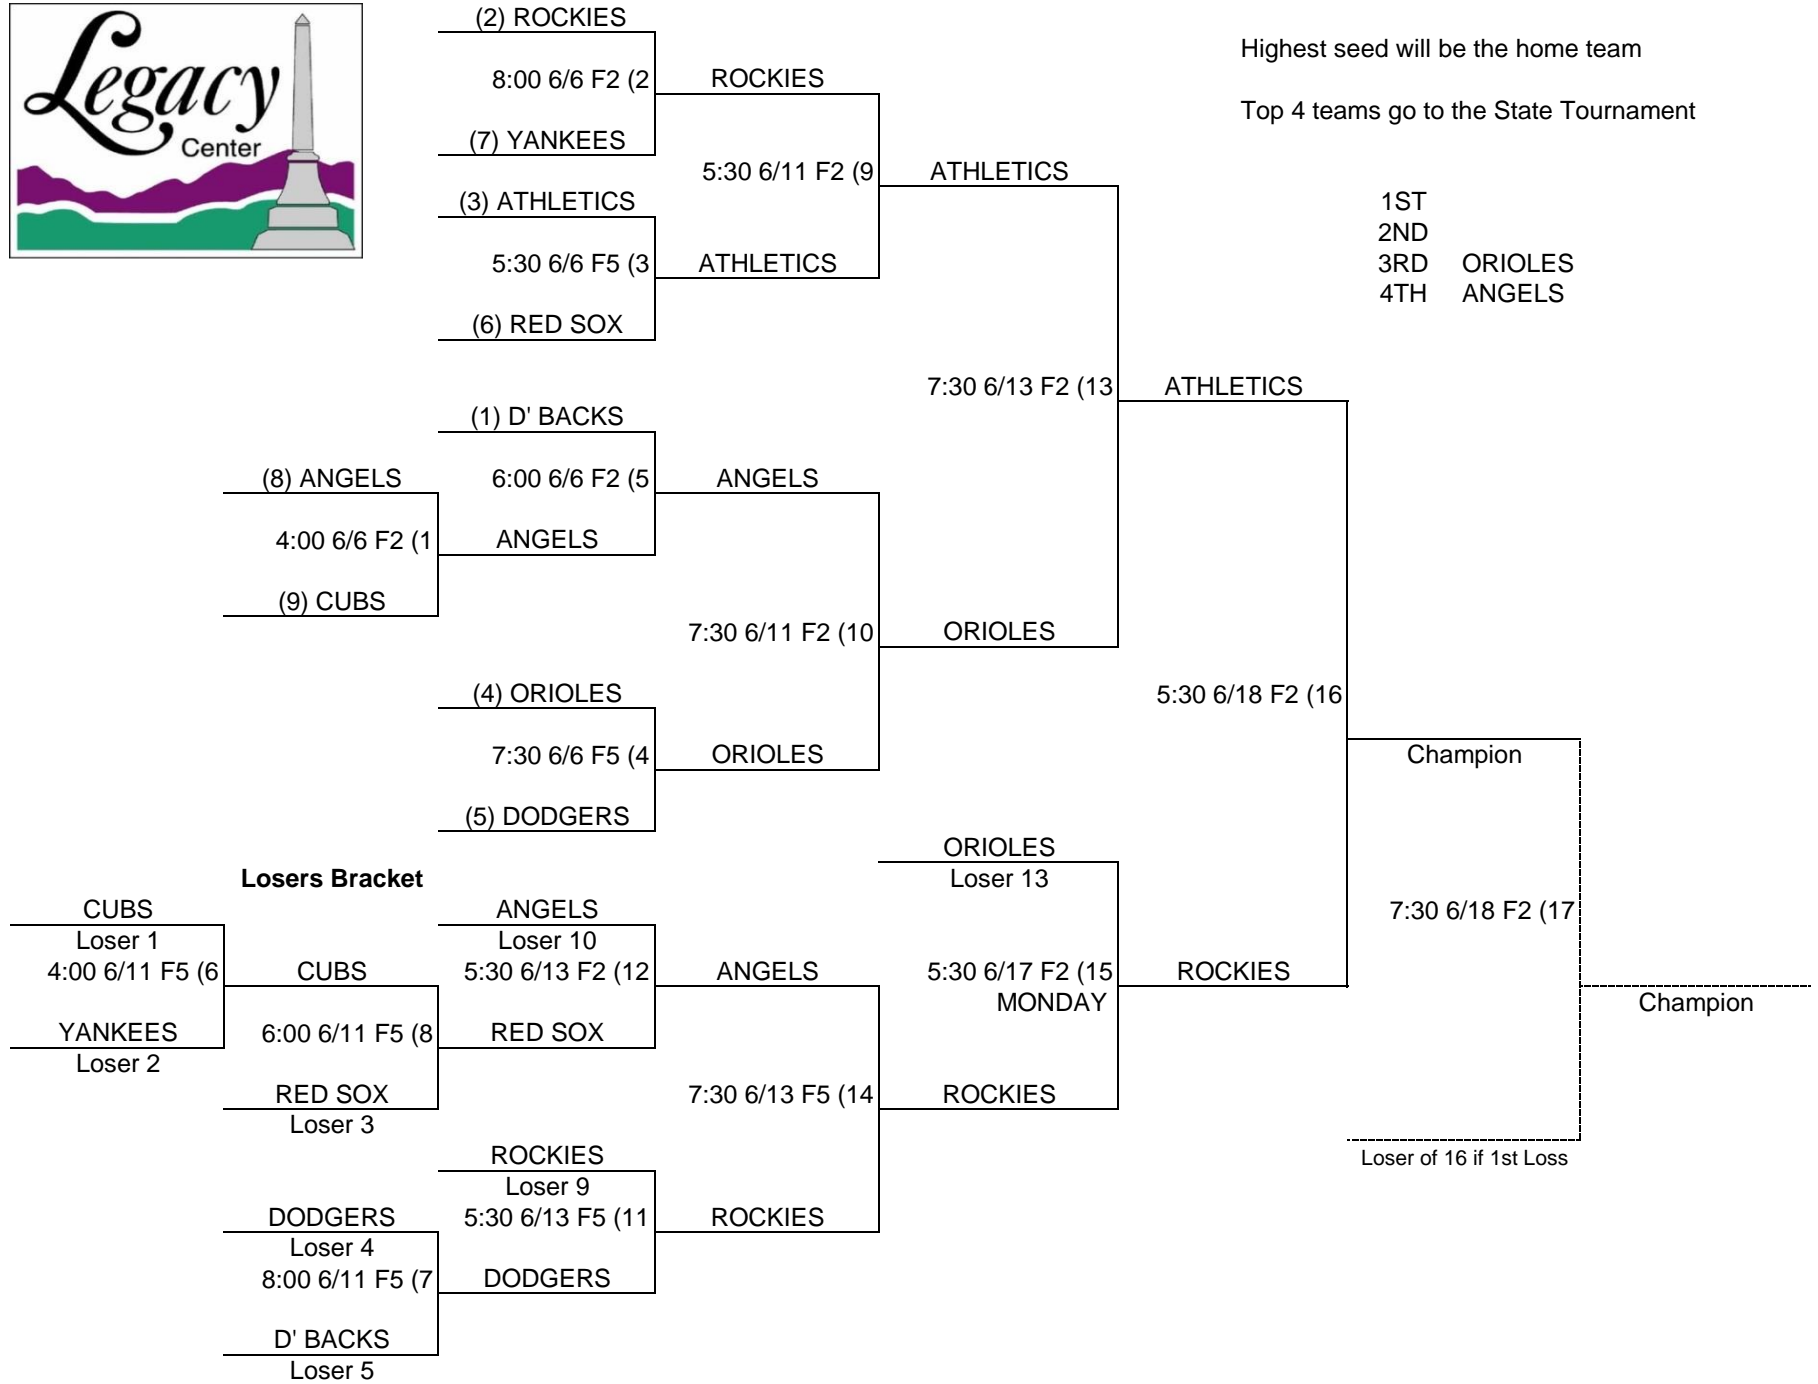 Legacy
Center
Highest seed will be the home team
Top 4 teams go to the State Tournament
1ST
2ND
3RD ORIOLES
4TH ANGELS
(2) ROCKIES
8:00 6/6 F2 (2
(7) YANKEES
ROCKIES
(3) ATHLETICS
5:30 6/6 F5 (3
(6) RED SOX
ATHLETICS
5:30 6/11 F2 (9
ATHLETICS
(1) D' BACKS
(8) ANGELS
4:00 6/6 F2 (1
(9) CUBS
ANGELS
6:00 6/6 F2 (5
ANGELS
(4) ORIOLES
7:30 6/6 F5 (4
(5) DODGERS
ORIOLES
7:30 6/11 F2 (10
ORIOLES
7:30 6/13 F2 (13
ATHLETICS
5:30 6/18 F2 (16
Champion
Losers Bracket
CUBS
Loser 1
4:00 6/11 F5 (6
YANKEES
Loser 2
CUBS
6:00 6/11 F5 (8
RED SOX
Loser 3
ANGELS
Loser 10
5:30 6/13 F2 (12
RED SOX
ANGELS
DODGERS
Loser 4
8:00 6/11 F5 (7
D' BACKS
Loser 5
ROCKIES
Loser 9
5:30 6/13 F5 (11
DODGERS
ROCKIES
7:30 6/13 F5 (14
ORIOLES
Loser 13
5:30 6/17 F2 (15
MONDAY
ROCKIES
ROCKIES
7:30 6/18 F2 (17
Loser of 16 if 1st Loss
Champion